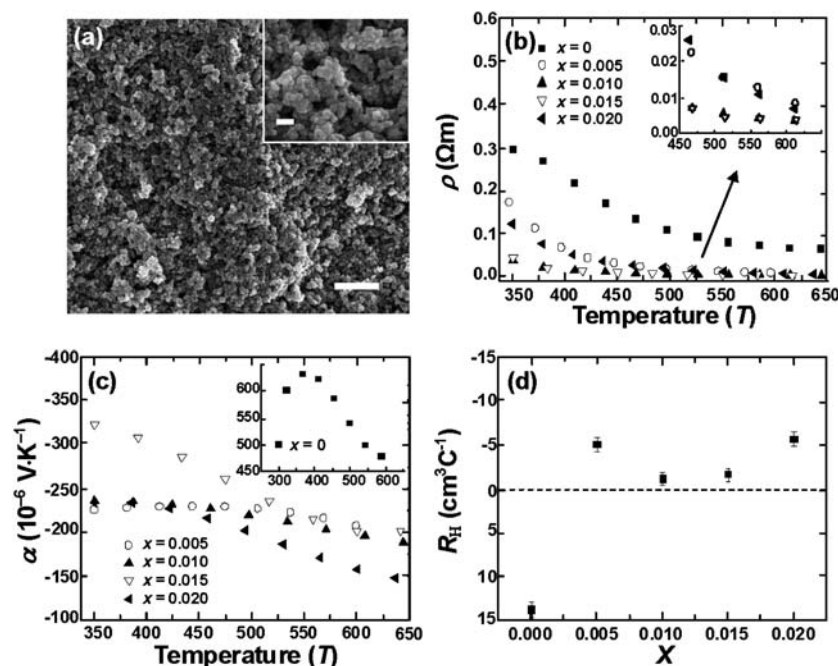 (a)
(b)
ρ (Ωm)
0.6
0.5
0.4
0.3
0.2
0.1
0.0
x = 0
x = 0.005
x = 0.010
x = 0.015
x = 0.020
0.03
0.02
0.01
0.00
450 500 550 600
350 400 450 500 550 600 650
Temperature (T)
(c)
α (10⁻⁶ V·K⁻¹)
-400
-350
-300
-250
-200
-150
-100
600
550
500
450
x = 0
300 400 500 600
x = 0.005
x = 0.010
x = 0.015
x = 0.020
350 400 450 500 550 600 650
Temperature (T)
(d)
R_H (cm³C⁻¹)
-15
-10
-5
0
5
10
15
0.000 0.005 0.010 0.015 0.020
X